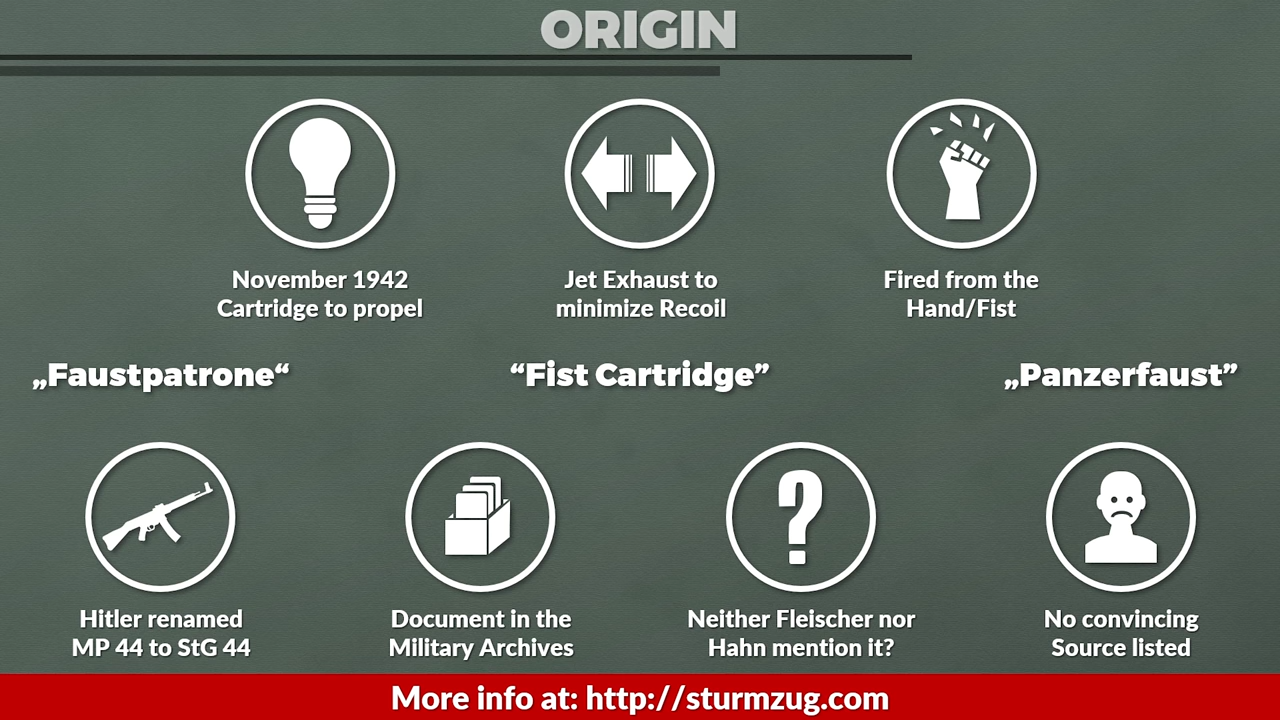 ORIGIN
November 1942
Cartridge to propel
Jet Exhaust to
minimize Recoil
Fired from the
Hand/Fist
„Faustpatrone“
“Fist Cartridge”
„Panzerfaust”
Hitler renamed
MP 44 to StG 44
Document in the
Military Archives
Neither Fleischer nor
Hahn mention it?
No convincing
Source listed
More info at: http://sturmzug.com